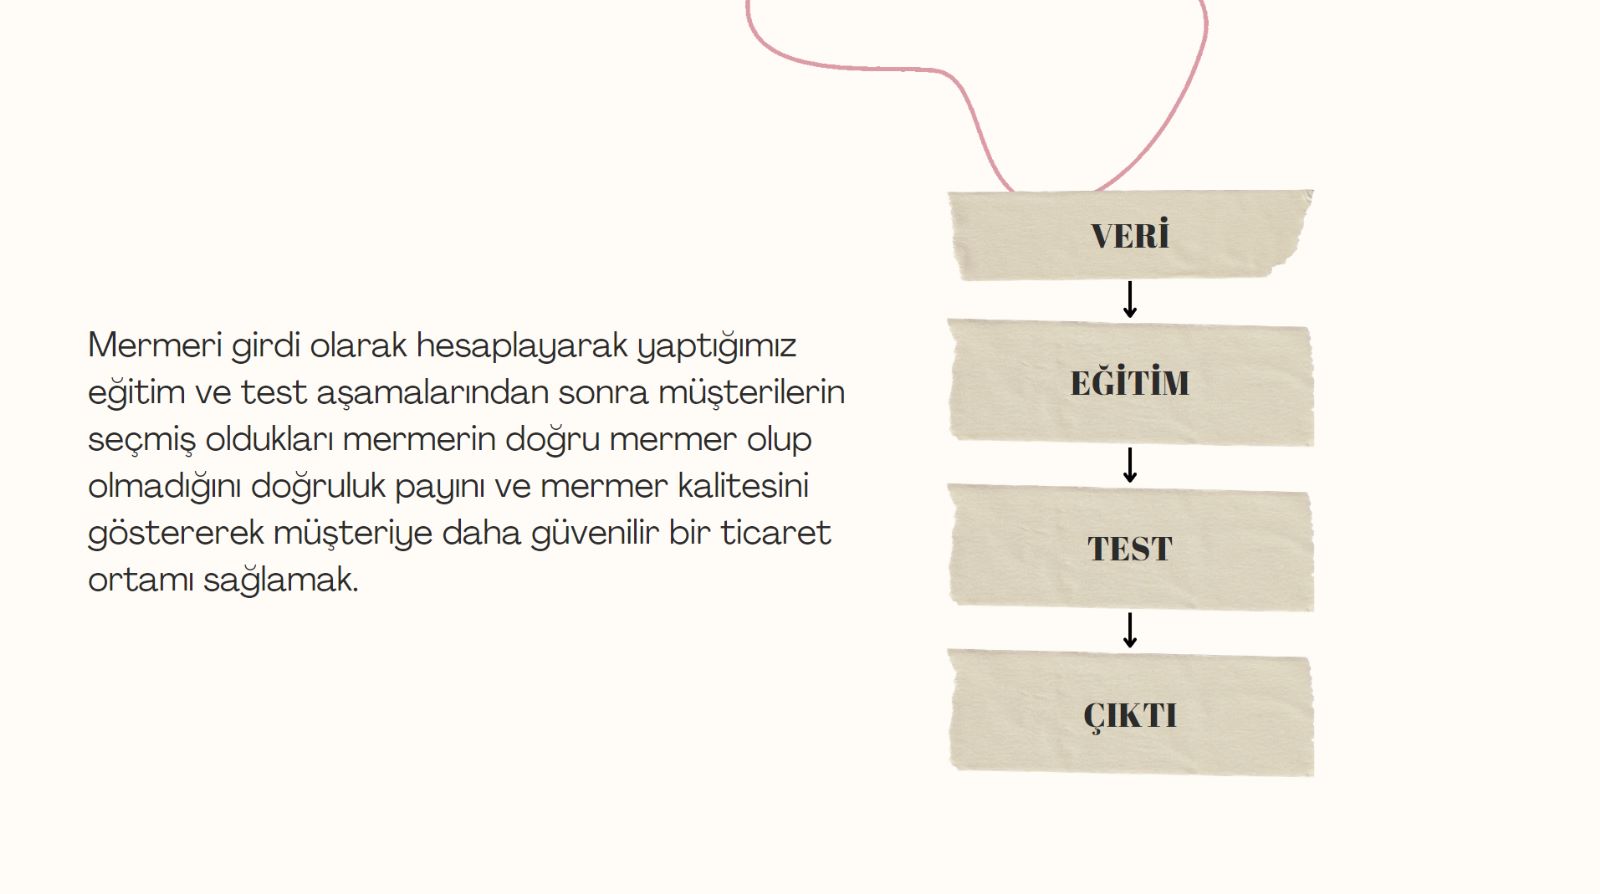 Mermeri girdi olarak hesaplayarak yaptığımız
eğitim ve test aşamalarından sonra müşterilerin
seçmiş oldukları mermerin doğru mermer olup
olmadığını doğruluk payını ve mermer kalitesini
göstererek müşteriye daha güvenilir bir ticaret
ortamı sağlamak.
VERİ
EĞİTİM
TEST
ÇIKTI